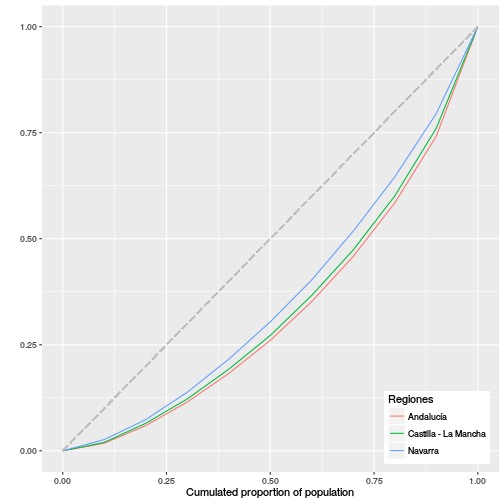 1.00
0.75
0.50
0.25
0.00
0.00 0.25 0.50 0.75 1.00
Cumulated proportion of population
Regiones
Andalucía
Castilla - La Mancha
Navarra